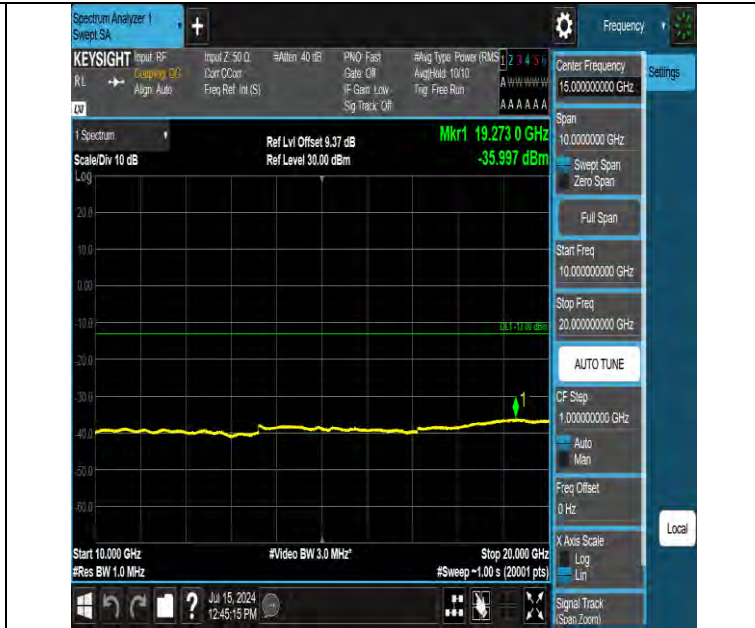 Spectrum Analyzer 1
Swept SA
Frequency
KEYSIGHT
RL
Input: RF
Coupling: DC
Align: Auto
Input Z: 50 Ω
Corr CCorr
Freq Ref: Int (S)
#Atten: 40 dB
PNO: Fast
Gate: Off
IF Gain: Low
Sig Track: Off
#Avg Type: Power (RMS
Avg|Hold: 10/10
Trig: Free Run
1 2 3 4 5 6
A W W W W W
A A A A A A
LXI
1 Spectrum
Scale/Div 10 dB
Ref Lvl Offset 9.37 dB
Ref Level 30.00 dBm
Mkr1 19.273 0 GHz
-35.997 dBm
Log
20.0
10.0
0.00
-10.0
DL1 -13.00 dBm
-20.0
-30.0
1
-40.0
-50.0
-60.0
Start 10.000 GHz
#Res BW 1.0 MHz
#Video BW 3.0 MHz*
Stop 20.000 GHz
#Sweep ~1.00 s (20001 pts)
Jul 15, 2024
12:45:15 PM
Center Frequency
15.00000000 GHz
Settings
Span
10.0000000 GHz
Swept Span
Zero Span
Full Span
Start Freq
10.000000000 GHz
Stop Freq
20.000000000 GHz
AUTO TUNE
CF Step
1.000000000 GHz
Auto
Man
Freq Offset
0 Hz
X Axis Scale
Log
Lin
Local
Signal Track
(Span Zoom)